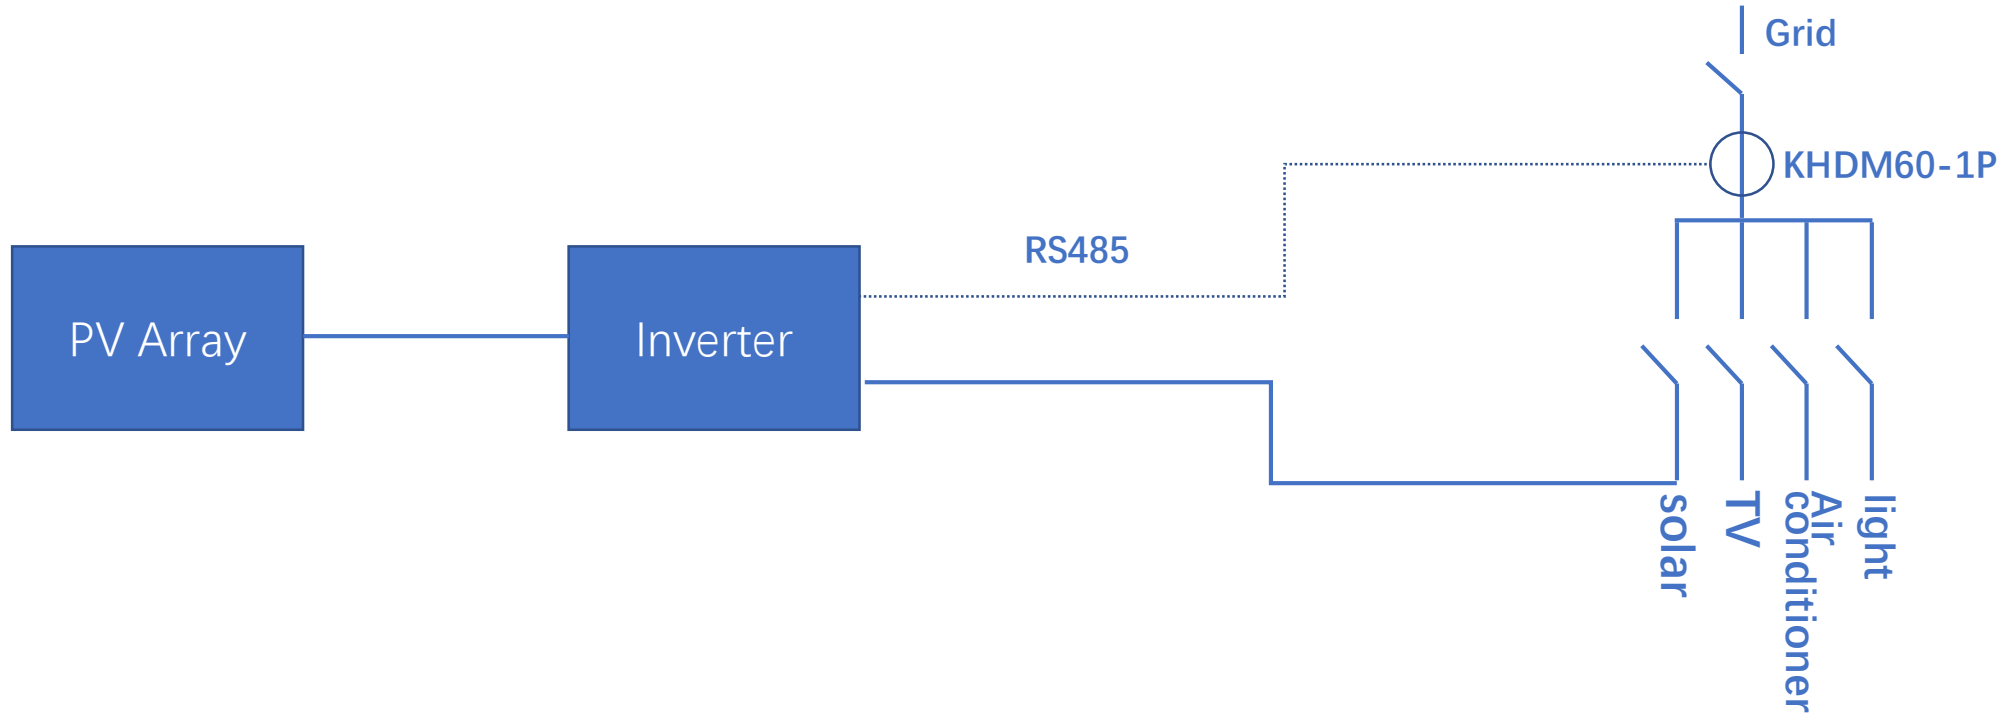 Grid
KHDM60-1P
RS485
PV Array
Inverter
solar
TV
Air
conditioner
light